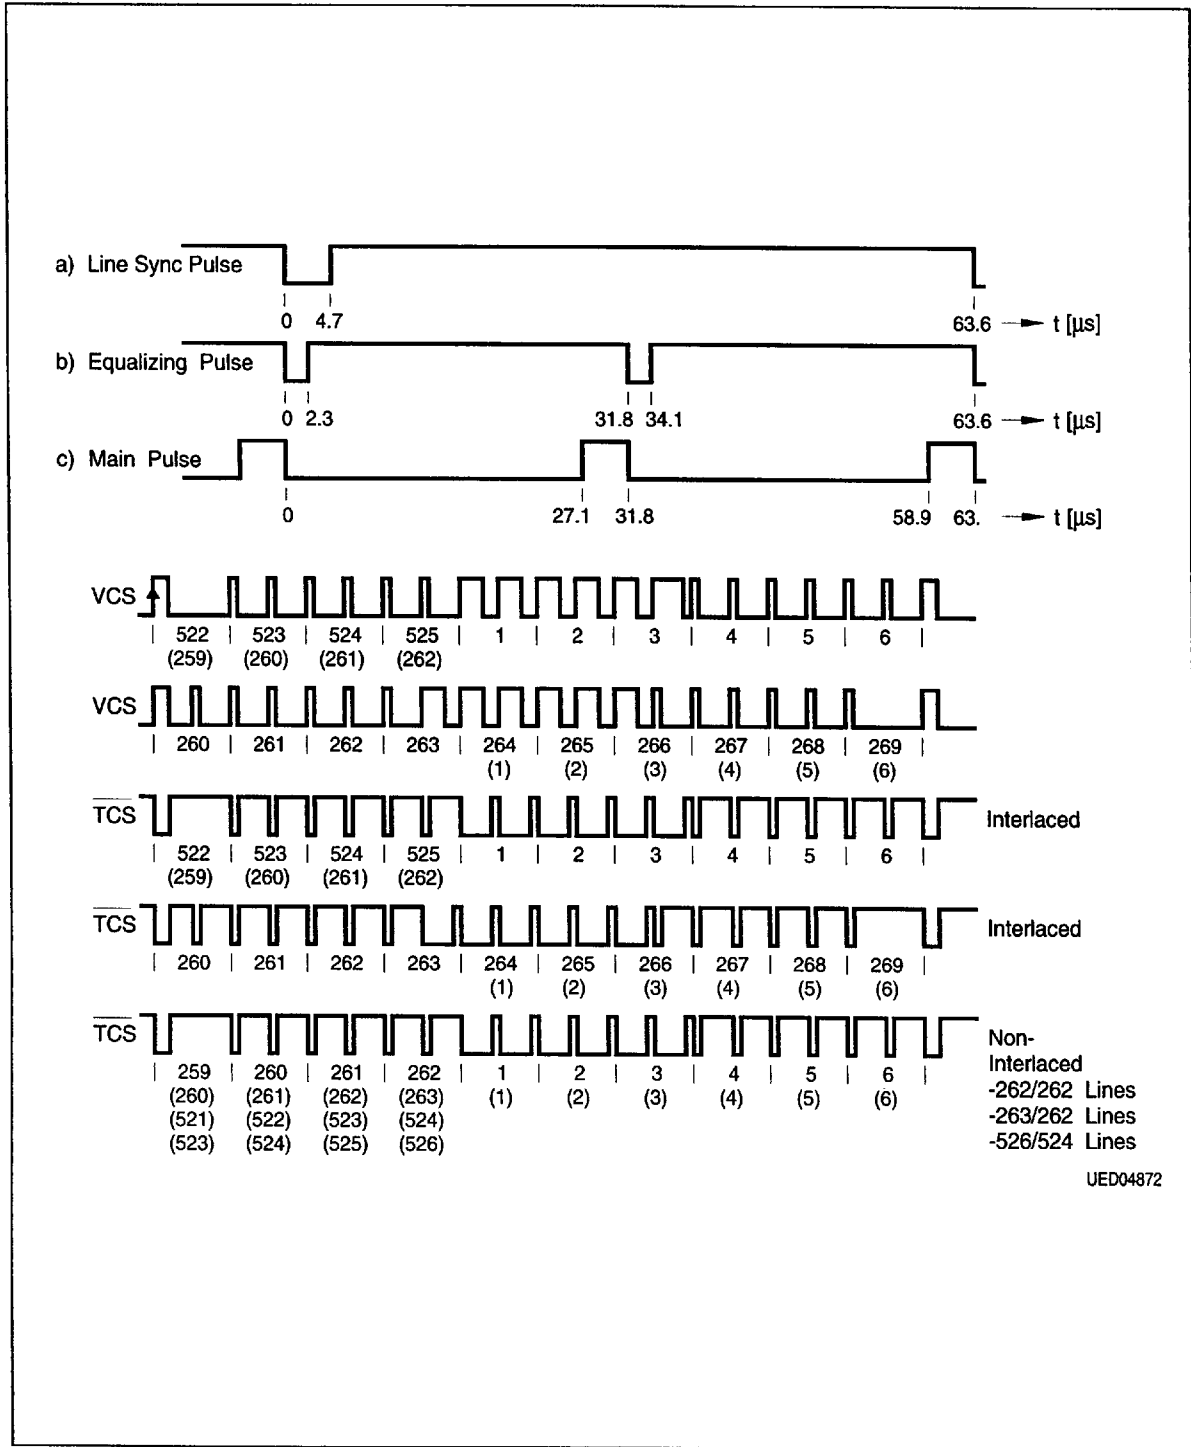 a) Line Sync Pulse
0 4.7 63.6 t [µs]
b) Equalizing Pulse
0 2.3 31.8 34.1 63.6 t [µs]
c) Main Pulse
0 27.1 31.8 58.9 63. t [µs]
VCS
522 523 524 525 1 2 3 4 5 6
(259) (260) (261) (262)
VCS
260 261 262 263 264 265 266 267 268 269
(1) (2) (3) (4) (5) (6)
TCS Interlaced
522 523 524 525 1 2 3 4 5 6
(259) (260) (261) (262)
TCS Interlaced
260 261 262 263 264 265 266 267 268 269
(1) (2) (3) (4) (5) (6)
TCS Non-
Interlaced
259 260 261 262 1 2 3 4 5 6
(260) (261) (262) (263) (1) (2) (3) (4) (5) (6) -262/262 Lines
(521) (522) (523) (524) -263/262 Lines
(523) (524) (525) (526) -526/524 Lines
UED04872